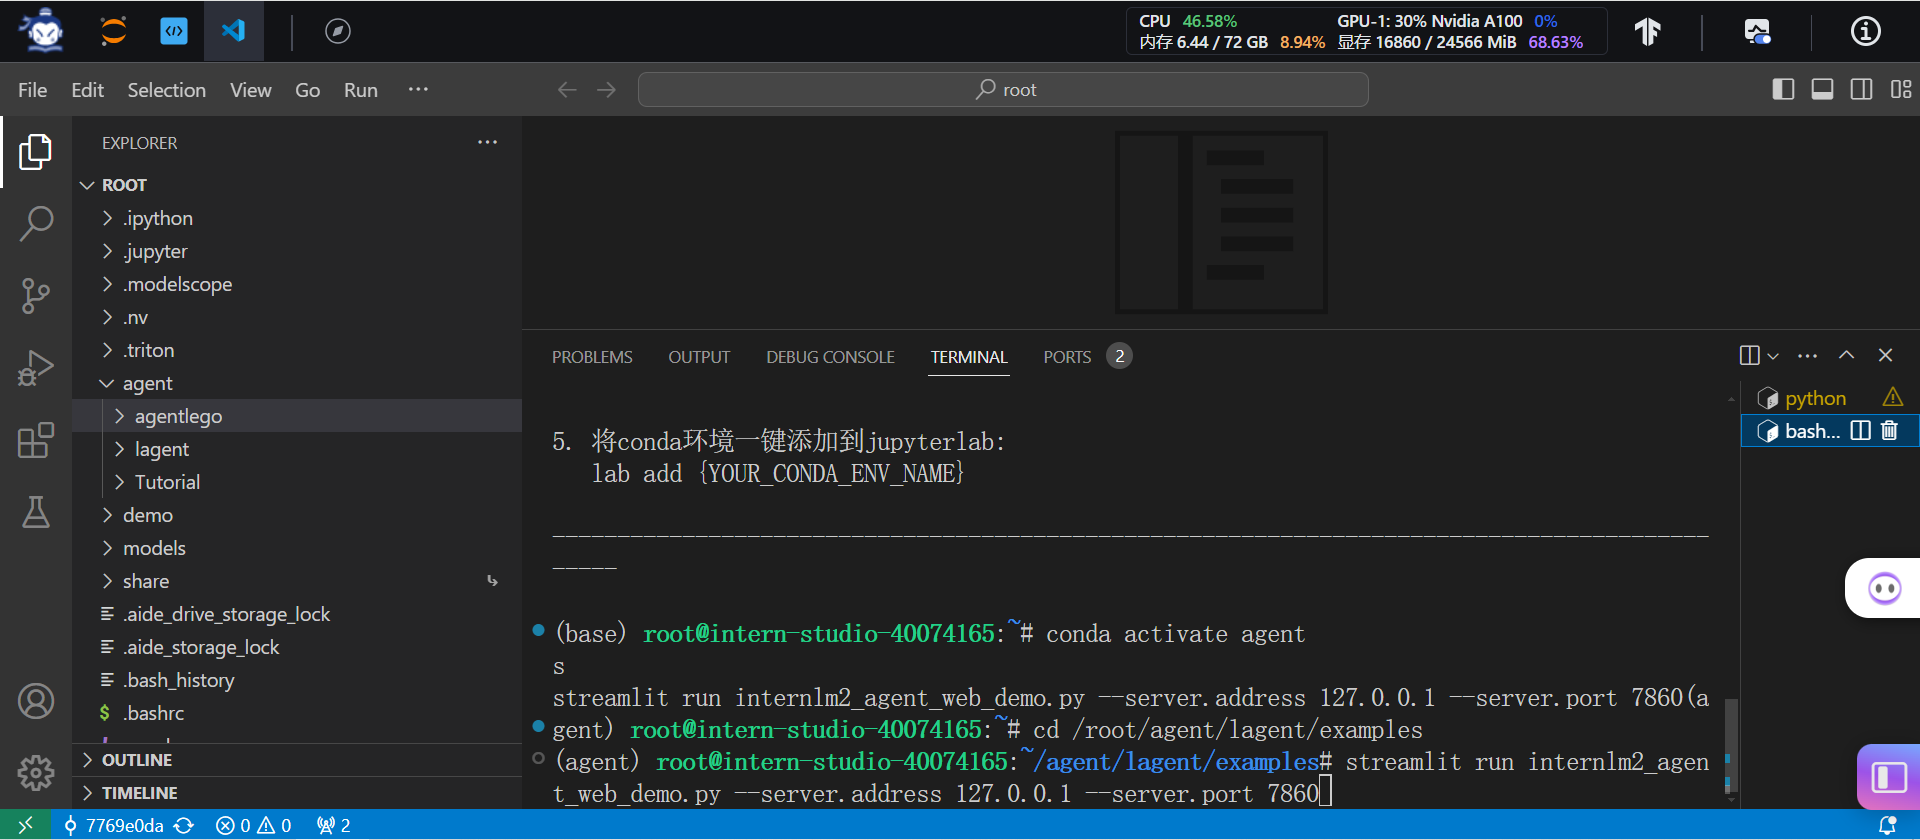 CPU 46.58% GPU-1: 30% Nvidia A100 0%
内存 6.44 / 72 GB 8.94% 显存 16860 / 24566 MiB 68.63%
File Edit Selection View Go Run ···
root
EXPLORER
ROOT
.ipython
.jupyter
.modelscope
.nv
.triton
agent
agentlego
lagent
Tutorial
demo
models
share
.aide_drive_storage_lock
.aide_storage_lock
.bash_history
.bashrc
OUTLINE
TIMELINE
PROBLEMS OUTPUT DEBUG CONSOLE TERMINAL PORTS 2
python
bash...
5. 将conda环境一键添加到jupyterlab:
lab add {YOUR_CONDA_ENV_NAME}
-----------------------------------------------------------------------------------------
-----
(base) root@intern-studio-40074165:~# conda activate agent
s
streamlit run internlm2_agent_web_demo.py --server.address 127.0.0.1 --server.port 7860(a
gent) root@intern-studio-40074165:~# cd /root/agent/lagent/examples
(agent) root@intern-studio-40074165:~/agent/lagent/examples# streamlit run internlm2_agen
t_web_demo.py --server.address 127.0.0.1 --server.port 7860
7769e0da 0 0 2